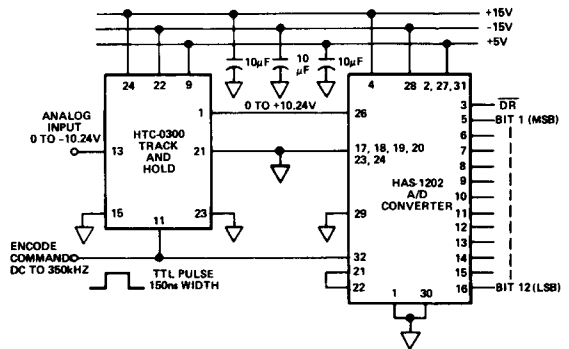 +15V
-15V
+5V
10µF
10
µF
10µF
24
22
9
4
28
2, 27, 31
ANALOG
INPUT
0 TO -10.24V
13
HTC-0300
TRACK
AND
HOLD
1
0 TO +10.24V
26
21
17, 18, 19, 20
23, 24
15
11
23
29
HAS-1202
A/D
CONVERTER
ENCODE
COMMAND
DC TO 350kHZ
TTL PULSE
150ns WIDTH
32
21
22
1
30
3
DR
5
BIT 1 (MSB)
6
7
8
9
10
11
12
13
14
15
16
BIT 12 (LSB)